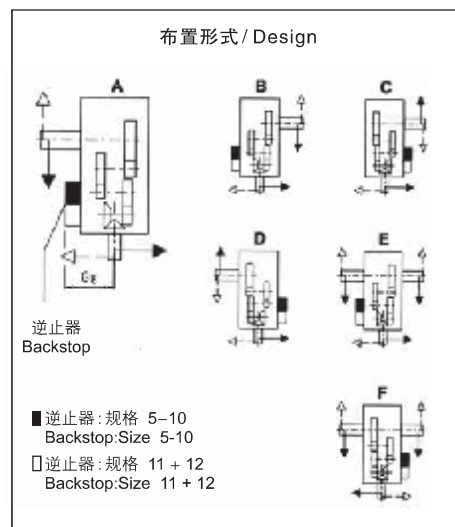 布置形式/Design
A
B
C
G₆
D
E
逆止器
Backstop
F
逆止器:规格 5–10
Backstop:Size 5-10
逆止器:规格 11 + 12
Backstop:Size 11 + 12